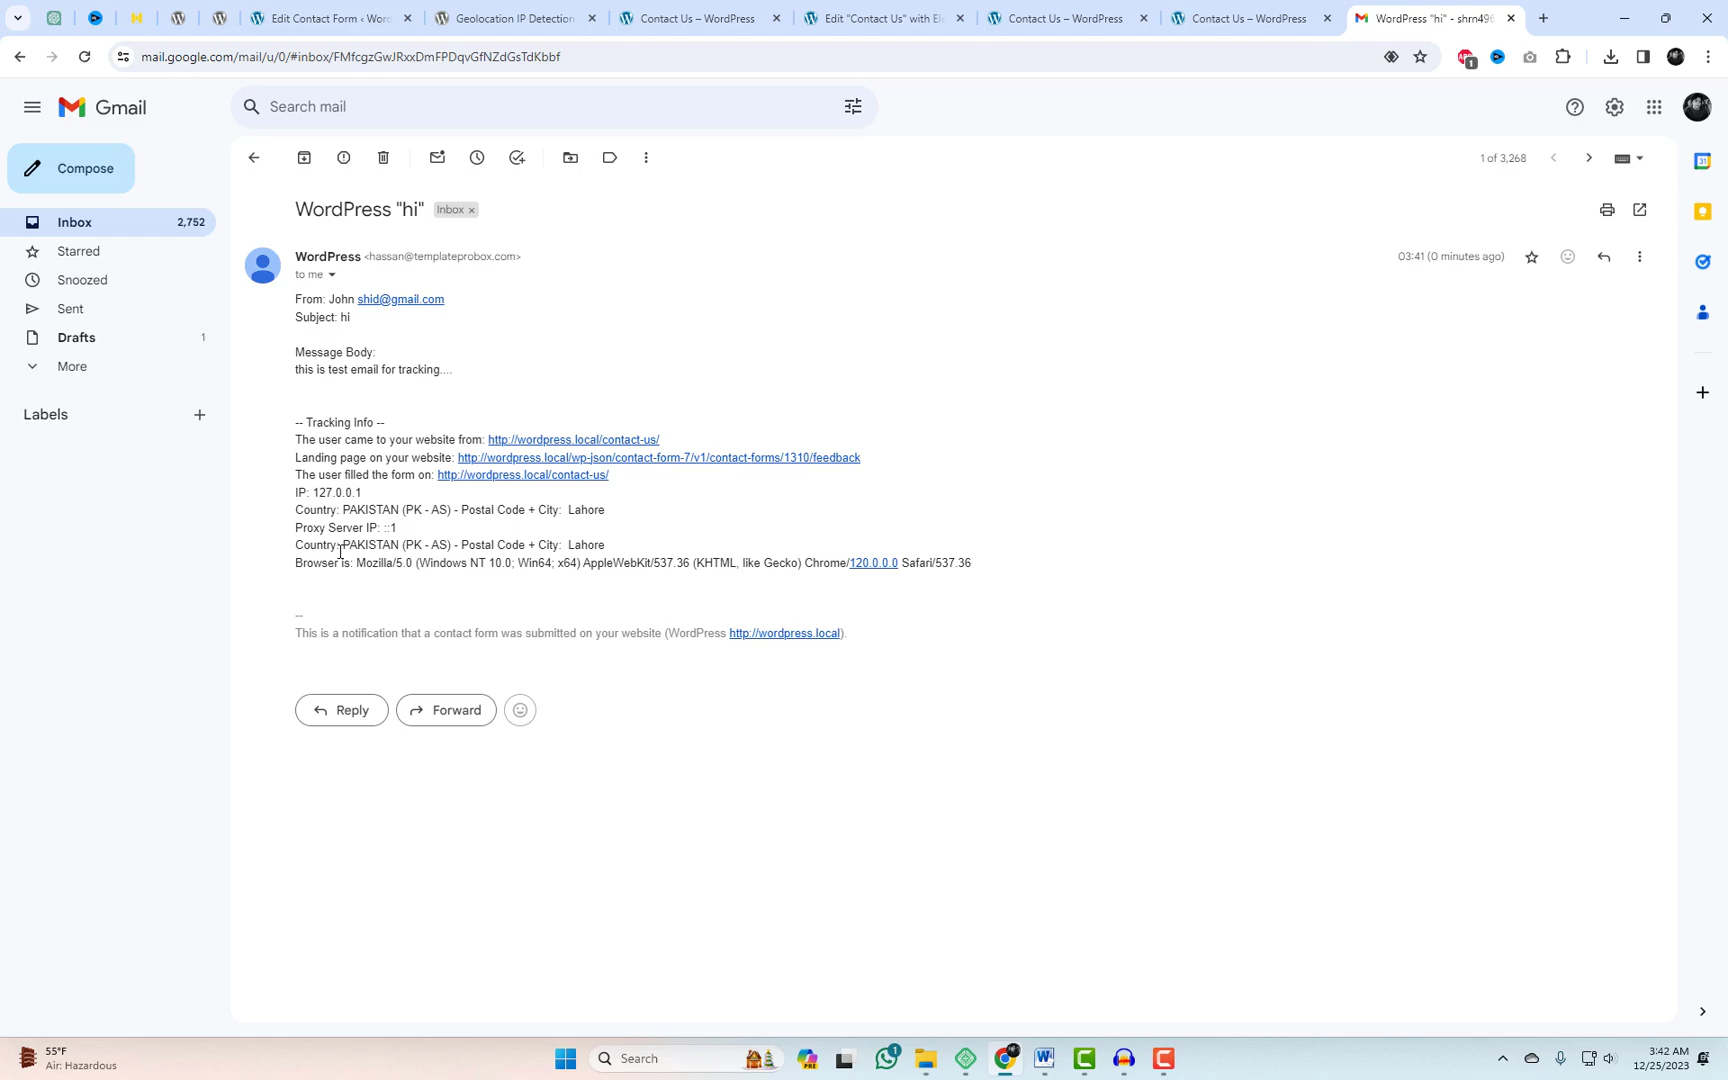 Edit Contact Form ‹ Wor
Geolocation IP Detection
Contact Us – WordPress
Edit "Contact Us" with Ele
Contact Us – WordPress
Contact Us – WordPress
WordPress "hi" - shrn496
mail.google.com/mail/u/0/#inbox/FMfcgzGwJRxxDmFPDqvGfNZdGsTdKbbf
1
Gmail
Search mail
Compose
1 of 3,268
Inbox 2,752
Starred
Snoozed
Sent
Drafts 1
More
Labels
WordPress "hi" Inbox
WordPress <hassan@templateprobox.com>
03:41 (0 minutes ago)
to me
From: John shid@gmail.com
Subject: hi
Message Body:
this is test email for tracking....
-- Tracking Info --
The user came to your website from: http://wordpress.local/contact-us/
Landing page on your website: http://wordpress.local/wp-json/contact-form-7/v1/contact-forms/1310/feedback
The user filled the form on: http://wordpress.local/contact-us/
IP: 127.0.0.1
Country: PAKISTAN (PK - AS) - Postal Code + City:  Lahore
Proxy Server IP: ::1
Country: PAKISTAN (PK - AS) - Postal Code + City:  Lahore
Browser is: Mozilla/5.0 (Windows NT 10.0; Win64; x64) AppleWebKit/537.36 (KHTML, like Gecko) Chrome/120.0.0.0 Safari/537.36
--
This is a notification that a contact form was submitted on your website (WordPress http://wordpress.local).
Reply
Forward
31
55°F
Air: Hazardous
Search
PRE
1
3:42 AM
12/25/2023